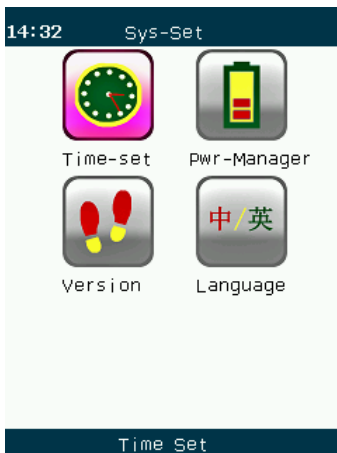 14:32 Sys-Set
Time-set Pwr-Manager
中/英
Version Language
Time Set